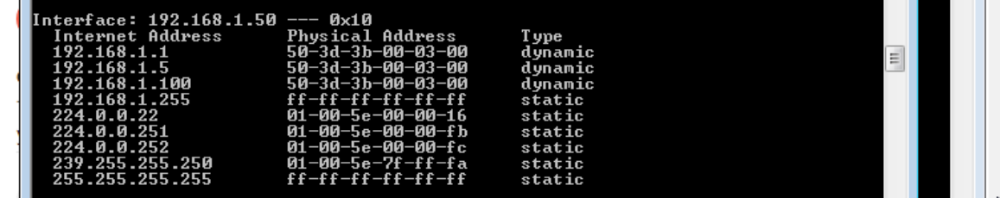 Interface: 192.168.1.50 --- 0x10
Internet Address Physical Address Type
192.168.1.1 50-3d-3b-00-03-00 dynamic
192.168.1.5 50-3d-3b-00-03-00 dynamic
192.168.1.100 50-3d-3b-00-03-00 dynamic
192.168.1.255 ff-ff-ff-ff-ff-ff static
224.0.0.22 01-00-5e-00-00-16 static
224.0.0.251 01-00-5e-00-00-fb static
224.0.0.252 01-00-5e-00-00-fc static
239.255.255.250 01-00-5e-7f-ff-fa static
255.255.255.255 ff-ff-ff-ff-ff-ff static